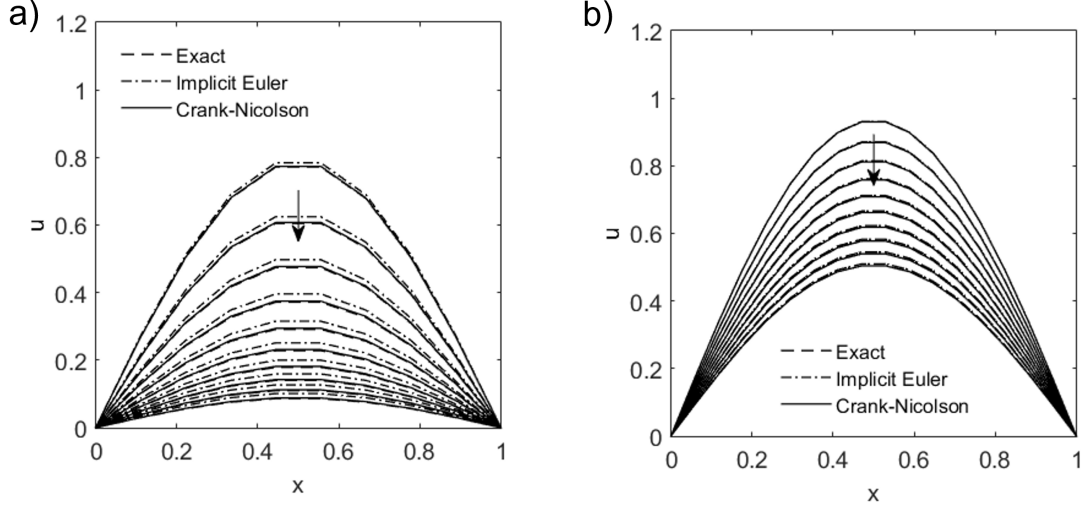 a)
1.2
1
0.8
0.6
0.4
0.2
0
u
Exact
Implicit Euler
Crank-Nicolson
0 0.2 0.4 0.6 0.8 1
x
b)
1.2
1
0.8
0.6
0.4
0.2
0
u
Exact
Implicit Euler
Crank-Nicolson
0 0.2 0.4 0.6 0.8 1
x